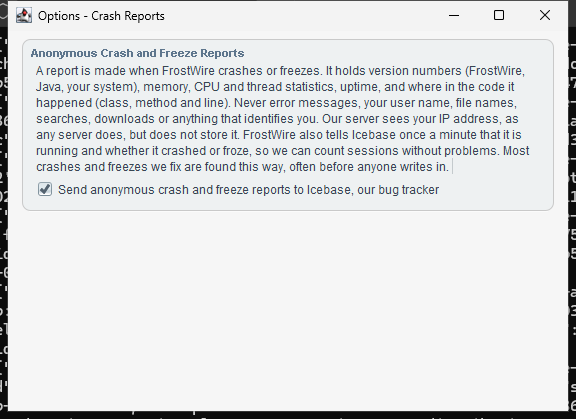 Options - Crash Reports
Anonymous Crash and Freeze Reports
A report is made when FrostWire crashes or freezes. It holds version numbers (FrostWire,
Java, your system), memory, CPU and thread statistics, uptime, and where in the code it
happened (class, method and line). Never error messages, your user name, file names,
searches, downloads or anything that identifies you. Our server sees your IP address, as
any server does, but does not store it. FrostWire also tells Icebase once a minute that it is
running and whether it crashed or froze, so we can count sessions without problems. Most
crashes and freezes we fix are found this way, often before anyone writes in.
Send anonymous crash and freeze reports to Icebase, our bug tracker